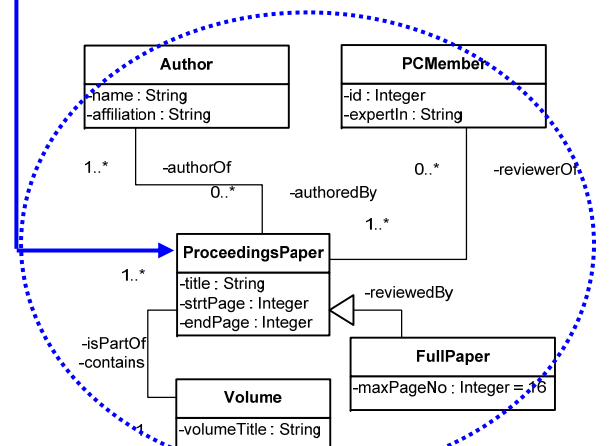 Author
-name : String
-affiliation : String
PCMember
-id : Integer
-expertIn : String
1..*
-authorOf
0..*
-authoredBy
0..*
-reviewerOf
1..*
ProceedingsPaper
-title : String
-strtPage : Integer
-endPage : Integer
1..*
-reviewedBy
-isPartOf
-contains
FullPaper
-maxPageNo : Integer = 16
Volume
-volumeTitle : String
1